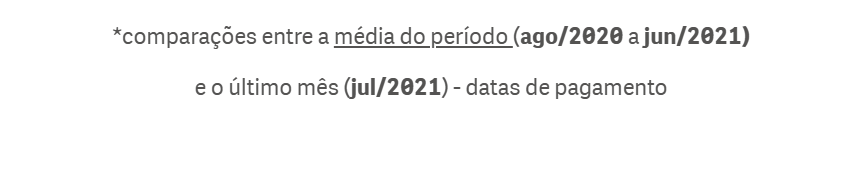 *comparações entre a média do período (ago/2020 a jun/2021)
e o último mês (jul/2021) - datas de pagamento